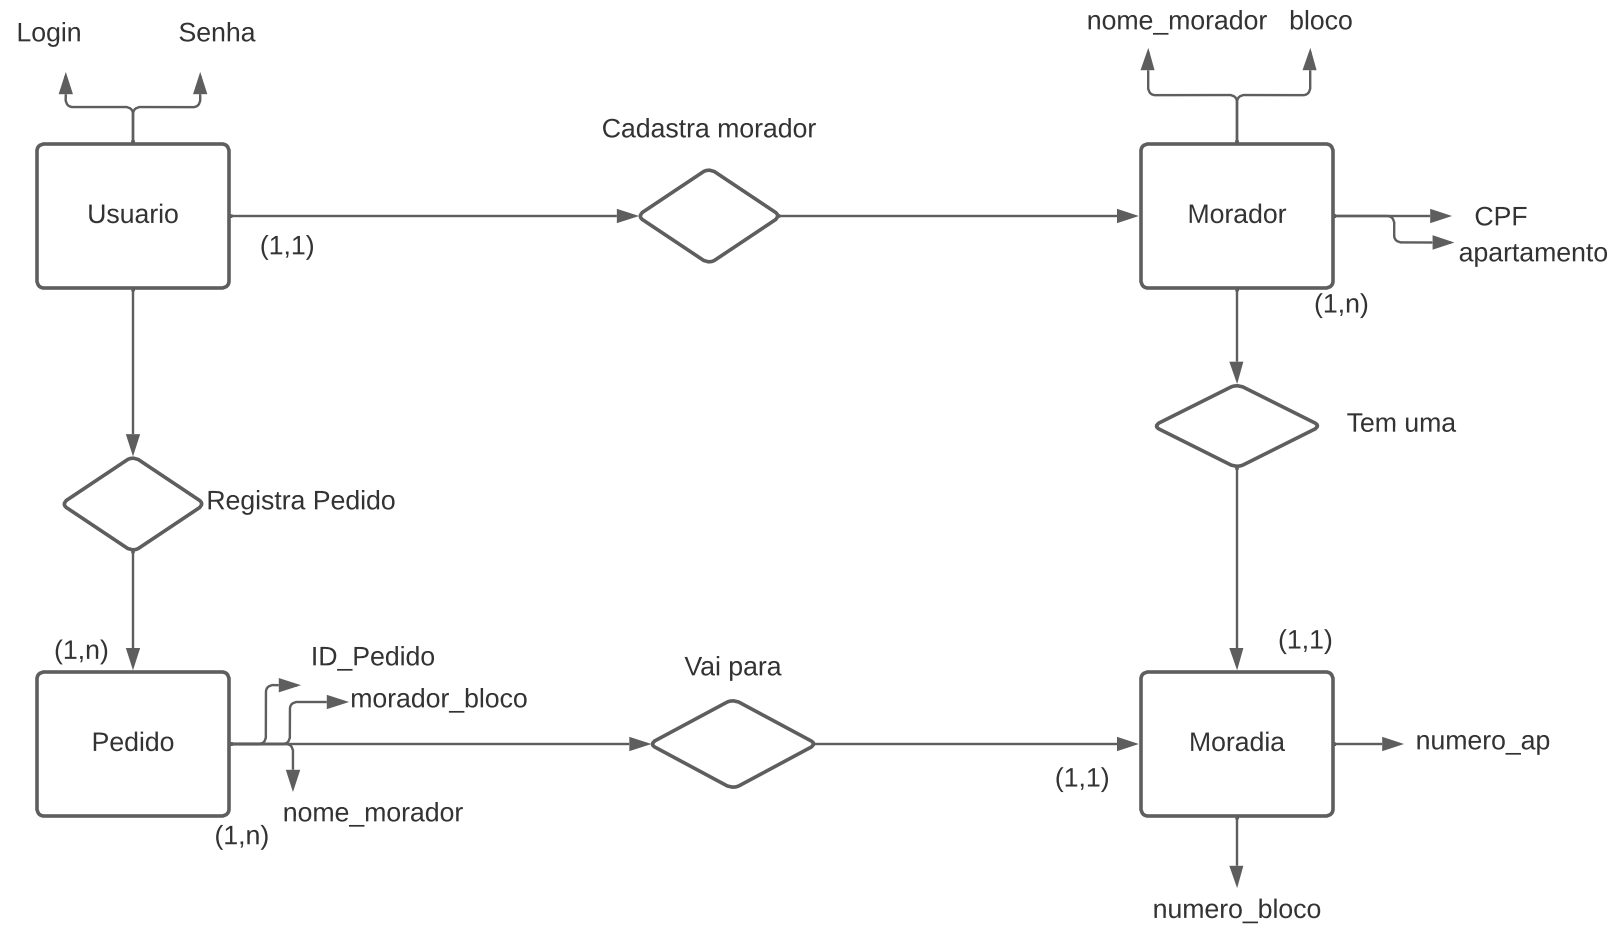 Login
Senha
nome_morador
bloco
Cadastra morador
Usuario
Morador
CPF
apartamento
(1,1)
(1,n)
Tem uma
Registra Pedido
(1,n)
(1,1)
ID_Pedido
morador_bloco
Vai para
Pedido
Moradia
numero_ap
(1,1)
nome_morador
(1,n)
numero_bloco